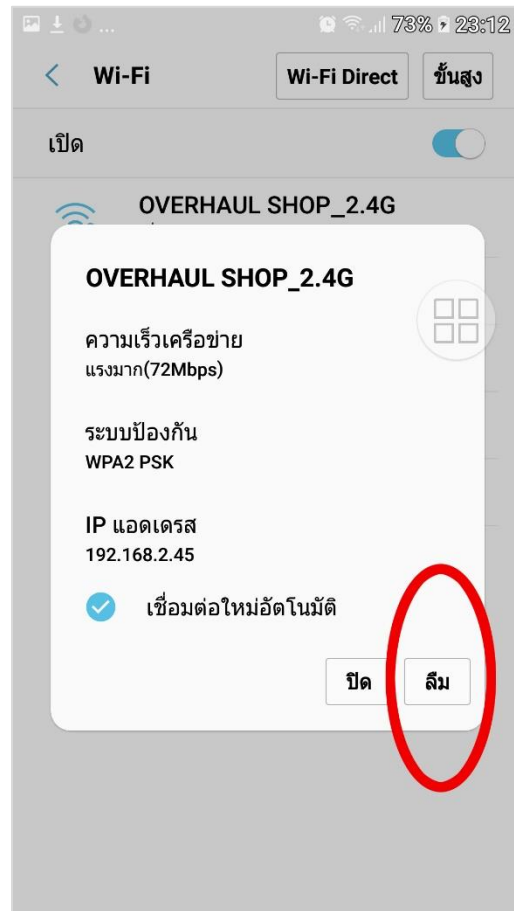 ... 73% 23:12
Wi-Fi Wi-Fi Direct ขั้นสูง
เปิด
OVERHAUL SHOP_2.4G
OVERHAUL SHOP_2.4G
ความเร็วเครือข่าย
แรงมาก(72Mbps)
ระบบป้องกัน
WPA2 PSK
IP แอดเดรส
192.168.2.45
เชื่อมต่อใหม่อัตโนมัติ
ปิด ลืม